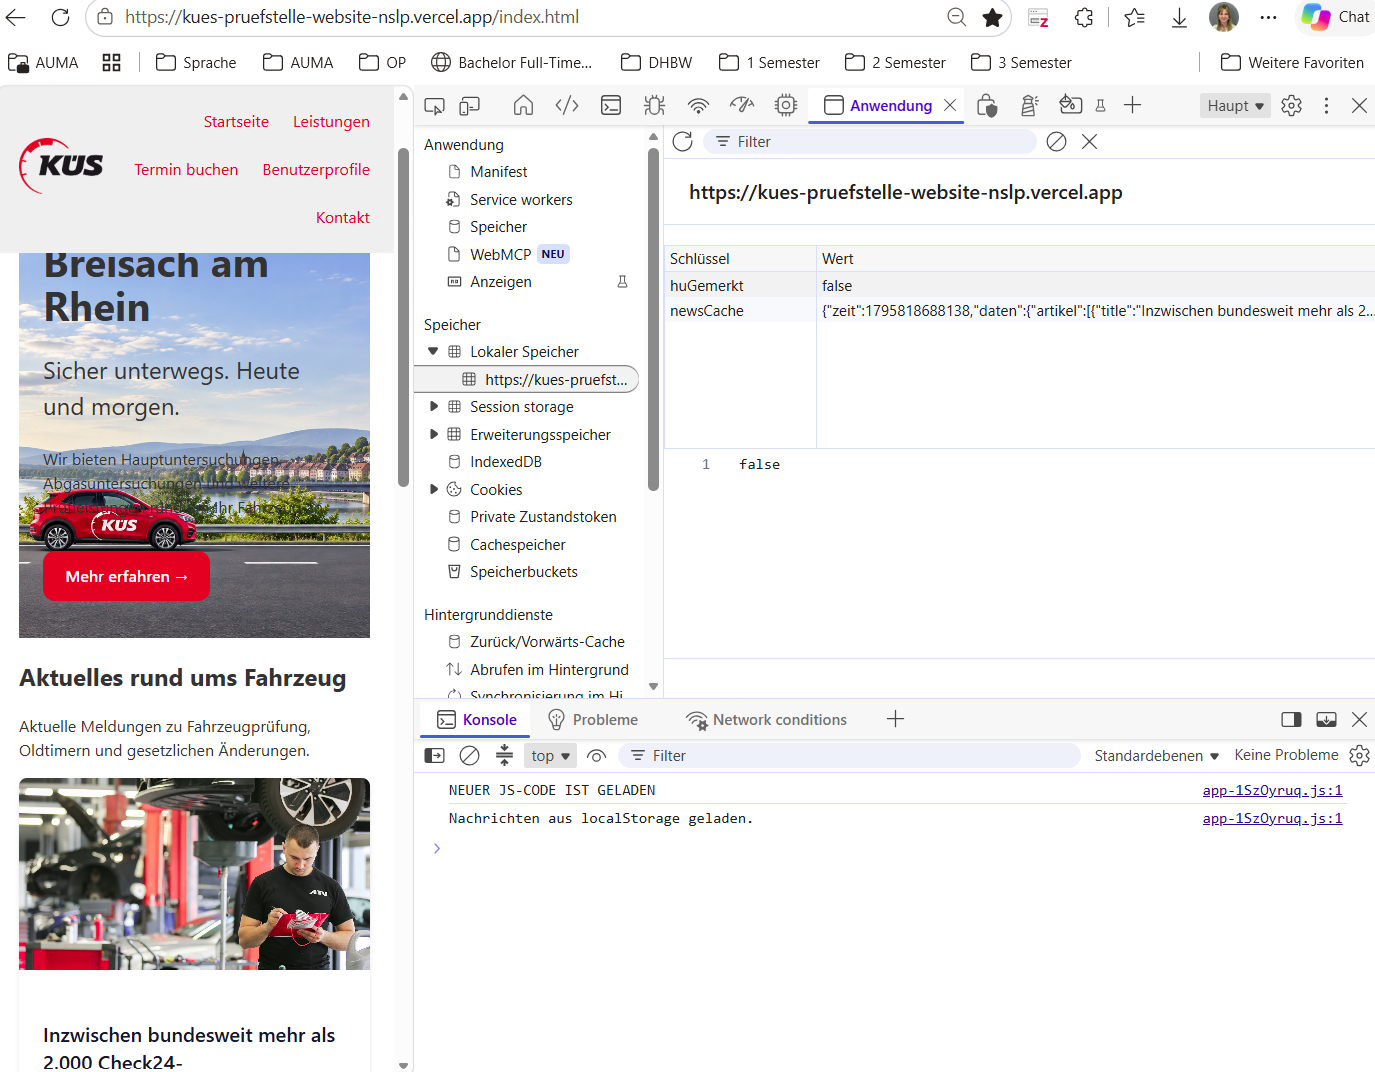 https://kues-pruefstelle-website-nslp.vercel.app/index.html
Chat
AUMA
Sprache
AUMA
OP
Bachelor Full-Time...
DHBW
1 Semester
2 Semester
3 Semester
Weitere Favoriten
Startseite
Leistungen
KÜS
Termin buchen
Benutzerprofile
Kontakt
Breisach am
Rhein
Sicher unterwegs. Heute
und morgen.
Wir bieten Hauptuntersuchungen,
Abgasuntersuchungen und weitere
KÜS
Mehr erfahren →
Aktuelles rund ums Fahrzeug
Aktuelle Meldungen zu Fahrzeugprüfung,
Oldtimern und gesetzlichen Änderungen.
ATU
Inzwischen bundesweit mehr als
2.000 Check24-
Anwendung
Haupt
Anwendung
Manifest
Service workers
Speicher
WebMCP NEU
Anzeigen
Speicher
Lokaler Speicher
https://kues-pruefst...
Session storage
Erweiterungsspeicher
IndexedDB
Cookies
Private Zustandstoken
Cachespeicher
Speicherbuckets
Hintergrunddienste
Zurück/Vorwärts-Cache
Abrufen im Hintergrund
Synchronisierung im Hi
Filter
https://kues-pruefstelle-website-nslp.vercel.app
Schlüssel
Wert
huGemerkt
false
newsCache
{"zeit":1795818688138,"daten":{"artikel":[{"title":"Inzwischen bundesweit mehr als 2...
1 false
Konsole
Probleme
Network conditions
top
Filter
Standardebenen
Keine Probleme
NEUER JS-CODE IST GELADEN
app-1SzOyruq.js:1
Nachrichten aus localStorage geladen.
app-1SzOyruq.js:1